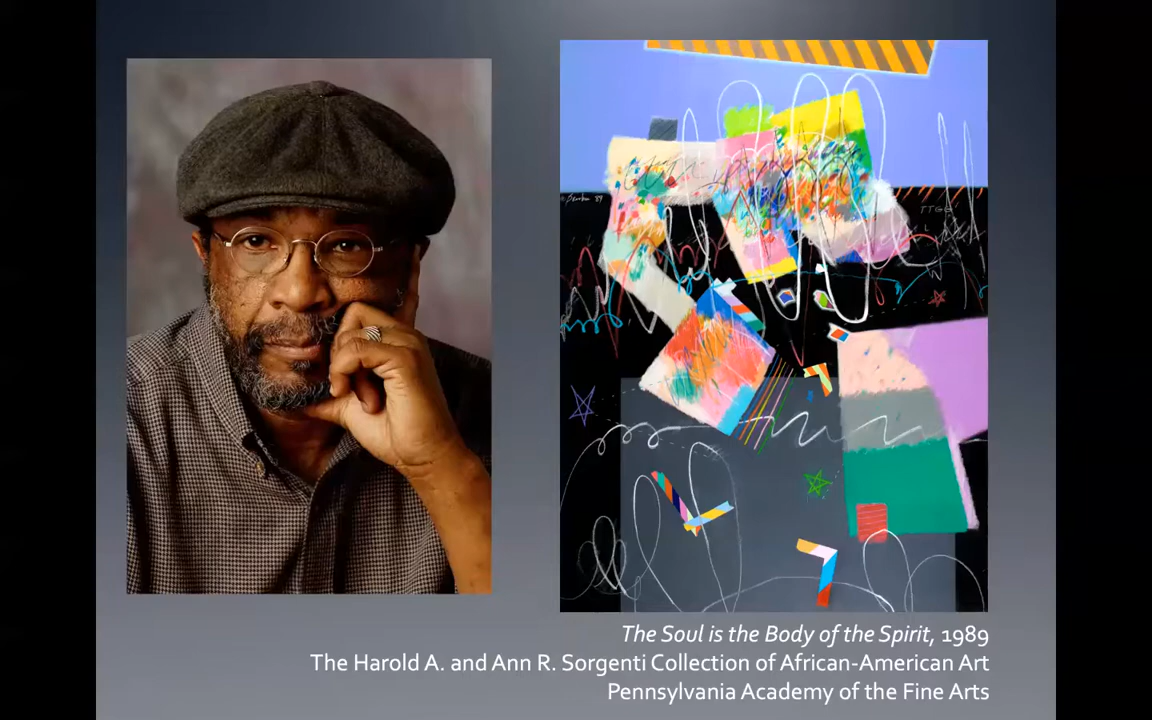 TTGG
The Soul is the Body of the Spirit, 1989
The Harold A. and Ann R. Sorgenti Collection of African-American Art
Pennsylvania Academy of the Fine Arts